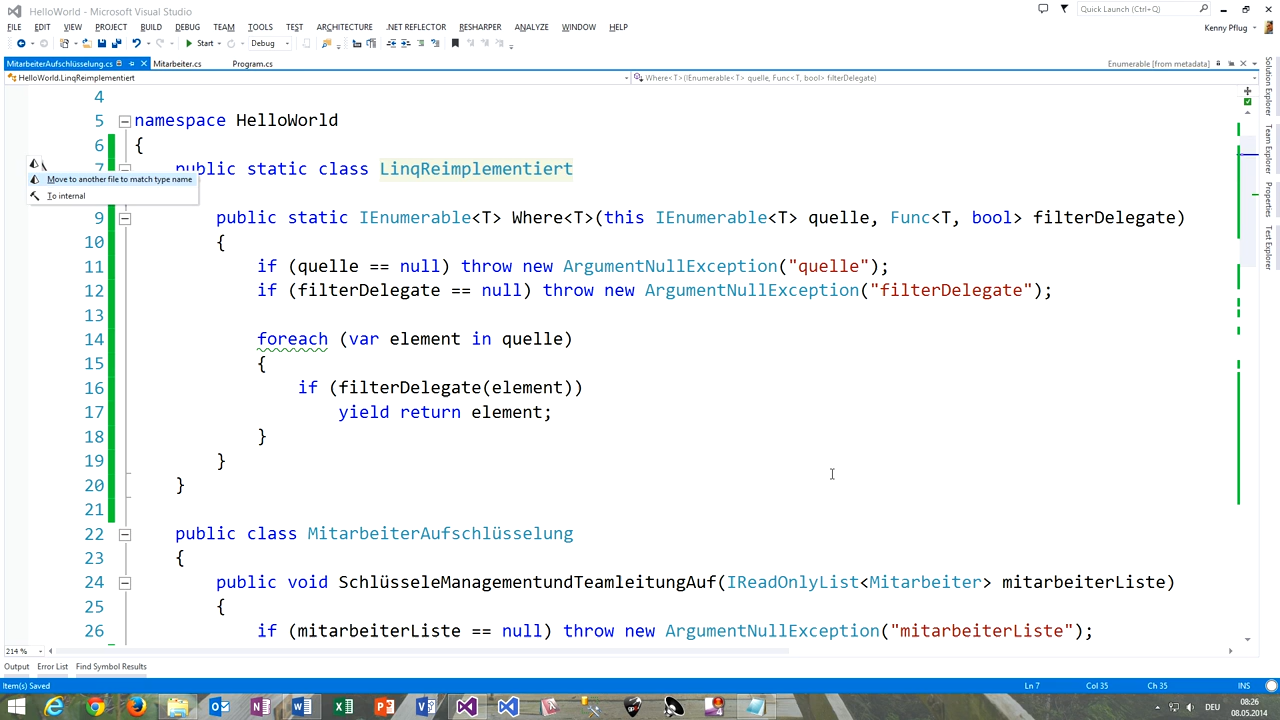 HelloWorld - Microsoft Visual Studio
Quick Launch (Ctrl+Q)
FILE EDIT VIEW PROJECT BUILD DEBUG TEAM TOOLS TEST ARCHITECTURE .NET REFLECTOR RESHARPER ANALYZE WINDOW HELP
Kenny Pflug
Start Debug
MitarbeiterAufschlüsselung.cs Mitarbeiter.cs Program.cs
Enumerable [from metadata]
HelloWorld.LinqReimplementiert
Where<T>(IEnumerable<T> quelle, Func<T, bool> filterDelegate)
4
5 namespace HelloWorld
6 {
7 public static class LinqReimplementiert
Move to another file to match type name
To internal
9 public static IEnumerable<T> Where<T>(this IEnumerable<T> quelle, Func<T, bool> filterDelegate)
10 {
11 if (quelle == null) throw new ArgumentNullException("quelle");
12 if (filterDelegate == null) throw new ArgumentNullException("filterDelegate");
13
14 foreach (var element in quelle)
15 {
16 if (filterDelegate(element))
17 yield return element;
18 }
19 }
20 }
21
22 public class MitarbeiterAufschlüsselung
23 {
24 public void SchlüsseleManagementundTeamleitungAuf(IReadOnlyList<Mitarbeiter> mitarbeiterListe)
25 {
26 if (mitarbeiterListe == null) throw new ArgumentNullException("mitarbeiterListe");
Solution Explorer
Team Explorer
Properties
Test Explorer
214 %
Output Error List Find Symbol Results
Item(s) Saved
Ln 7 Col 35 Ch 35 INS
DEU
08:26
08.05.2014